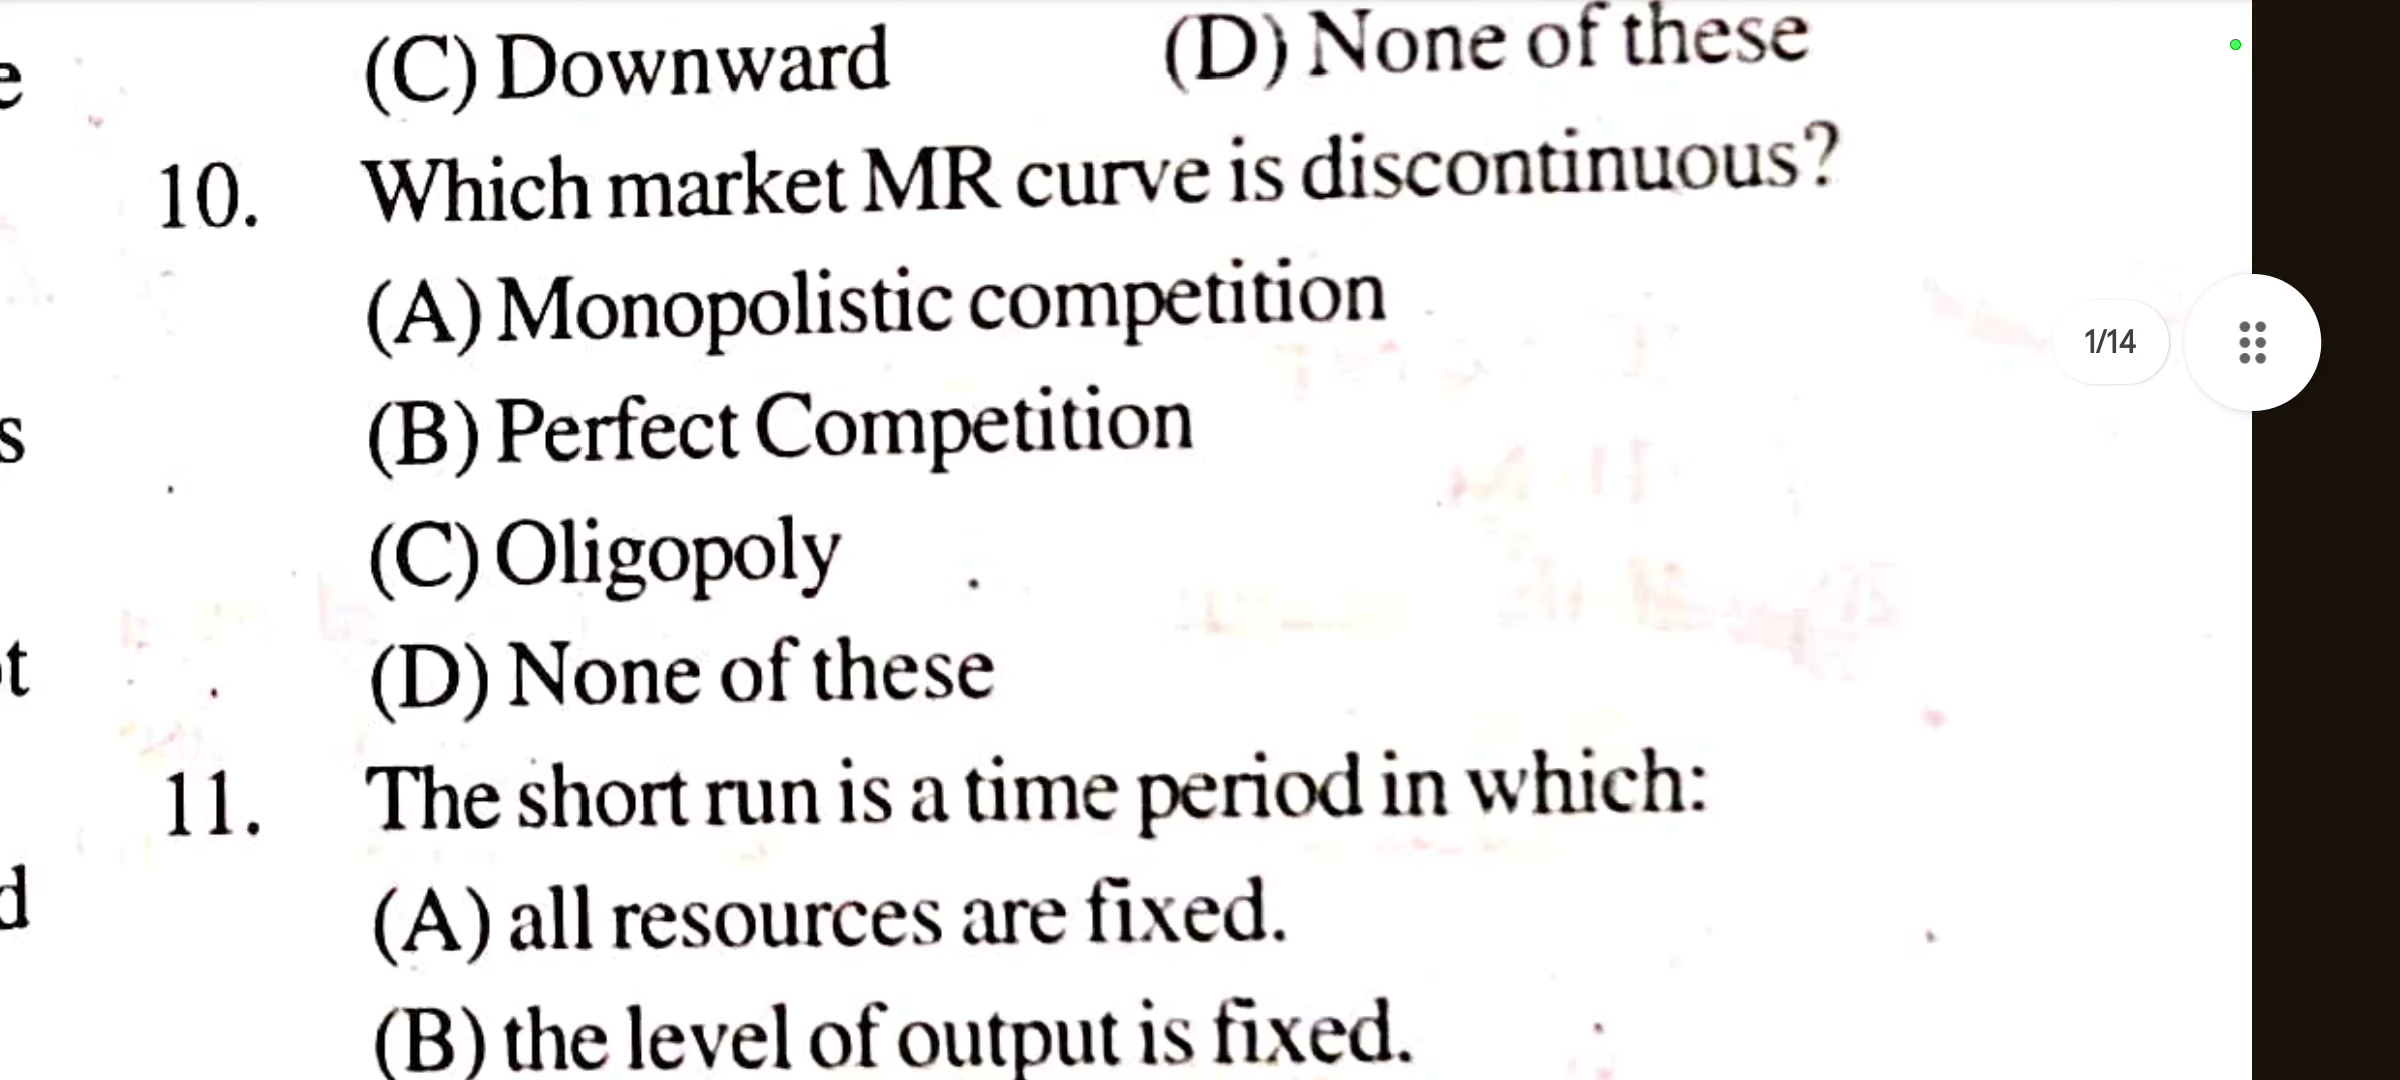 e
(C) Downward (D) None of these
10. Which market MR curve is discontinuous?
(A) Monopolistic competition
1/14
(B) Perfect Competition
s
(C) Oligopoly
(D) None of these
t
11. The short run is a time period in which:
(A) all resources are fixed.
d
(B) the level of output is fixed.